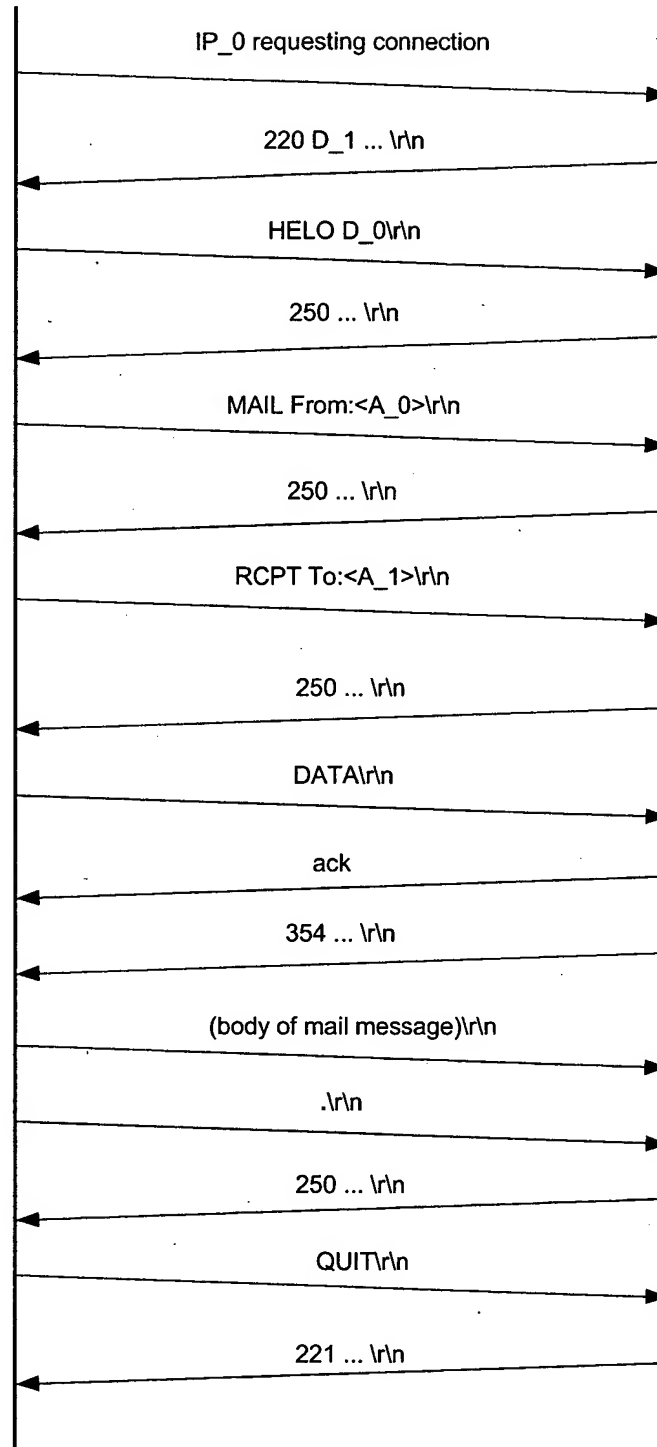 IP_0 requesting connection
220 D_1 ... \r\n
HELO D_0\r\n
250 ... \r\n
MAIL From:<A_0>\r\n
250 ... \r\n
RCPT To:<A_1>\r\n
250 ... \r\n
DATA\r\n
ack
354 ... \r\n
(body of mail message)\r\n
.\r\n
250 ... \r\n
QUIT\r\n
221 ... \r\n